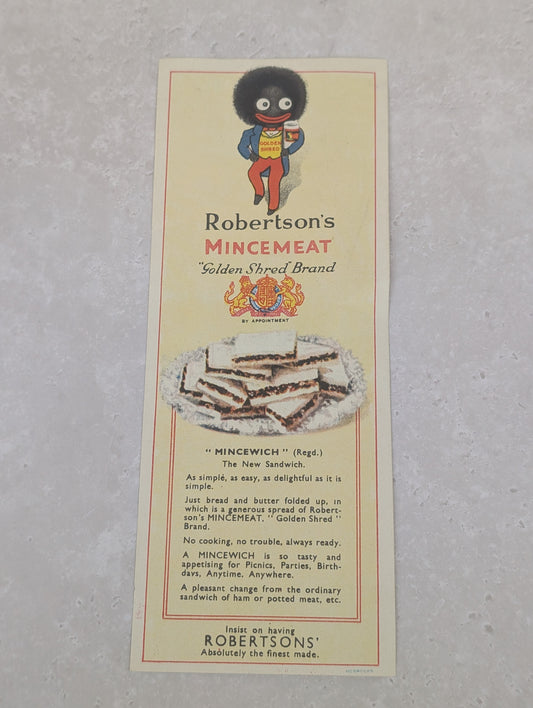 GOLDEN
SHRED
Robertson's
MINCEMEAT
"Golden Shred" Brand
BY APPOINTMENT
" MINCEWICH " (Regd.)
The New Sandwich.
As simple, as easy, as delightful as it is
simple.
Just bread and butter folded up, in
which is a generous spread of Robert-
son's MINCEMEAT, " Golden Shred "
Brand.
No cooking, no trouble, always ready.
A MINCEWICH is so tasty and
appetising for Picnics, Parties, Birth-
days, Anytime, Anywhere.
A pleasant change from the ordinary
sandwich of ham or potted meat, etc.
Insist on having
ROBERTSONS'
Absolutely the finest made.